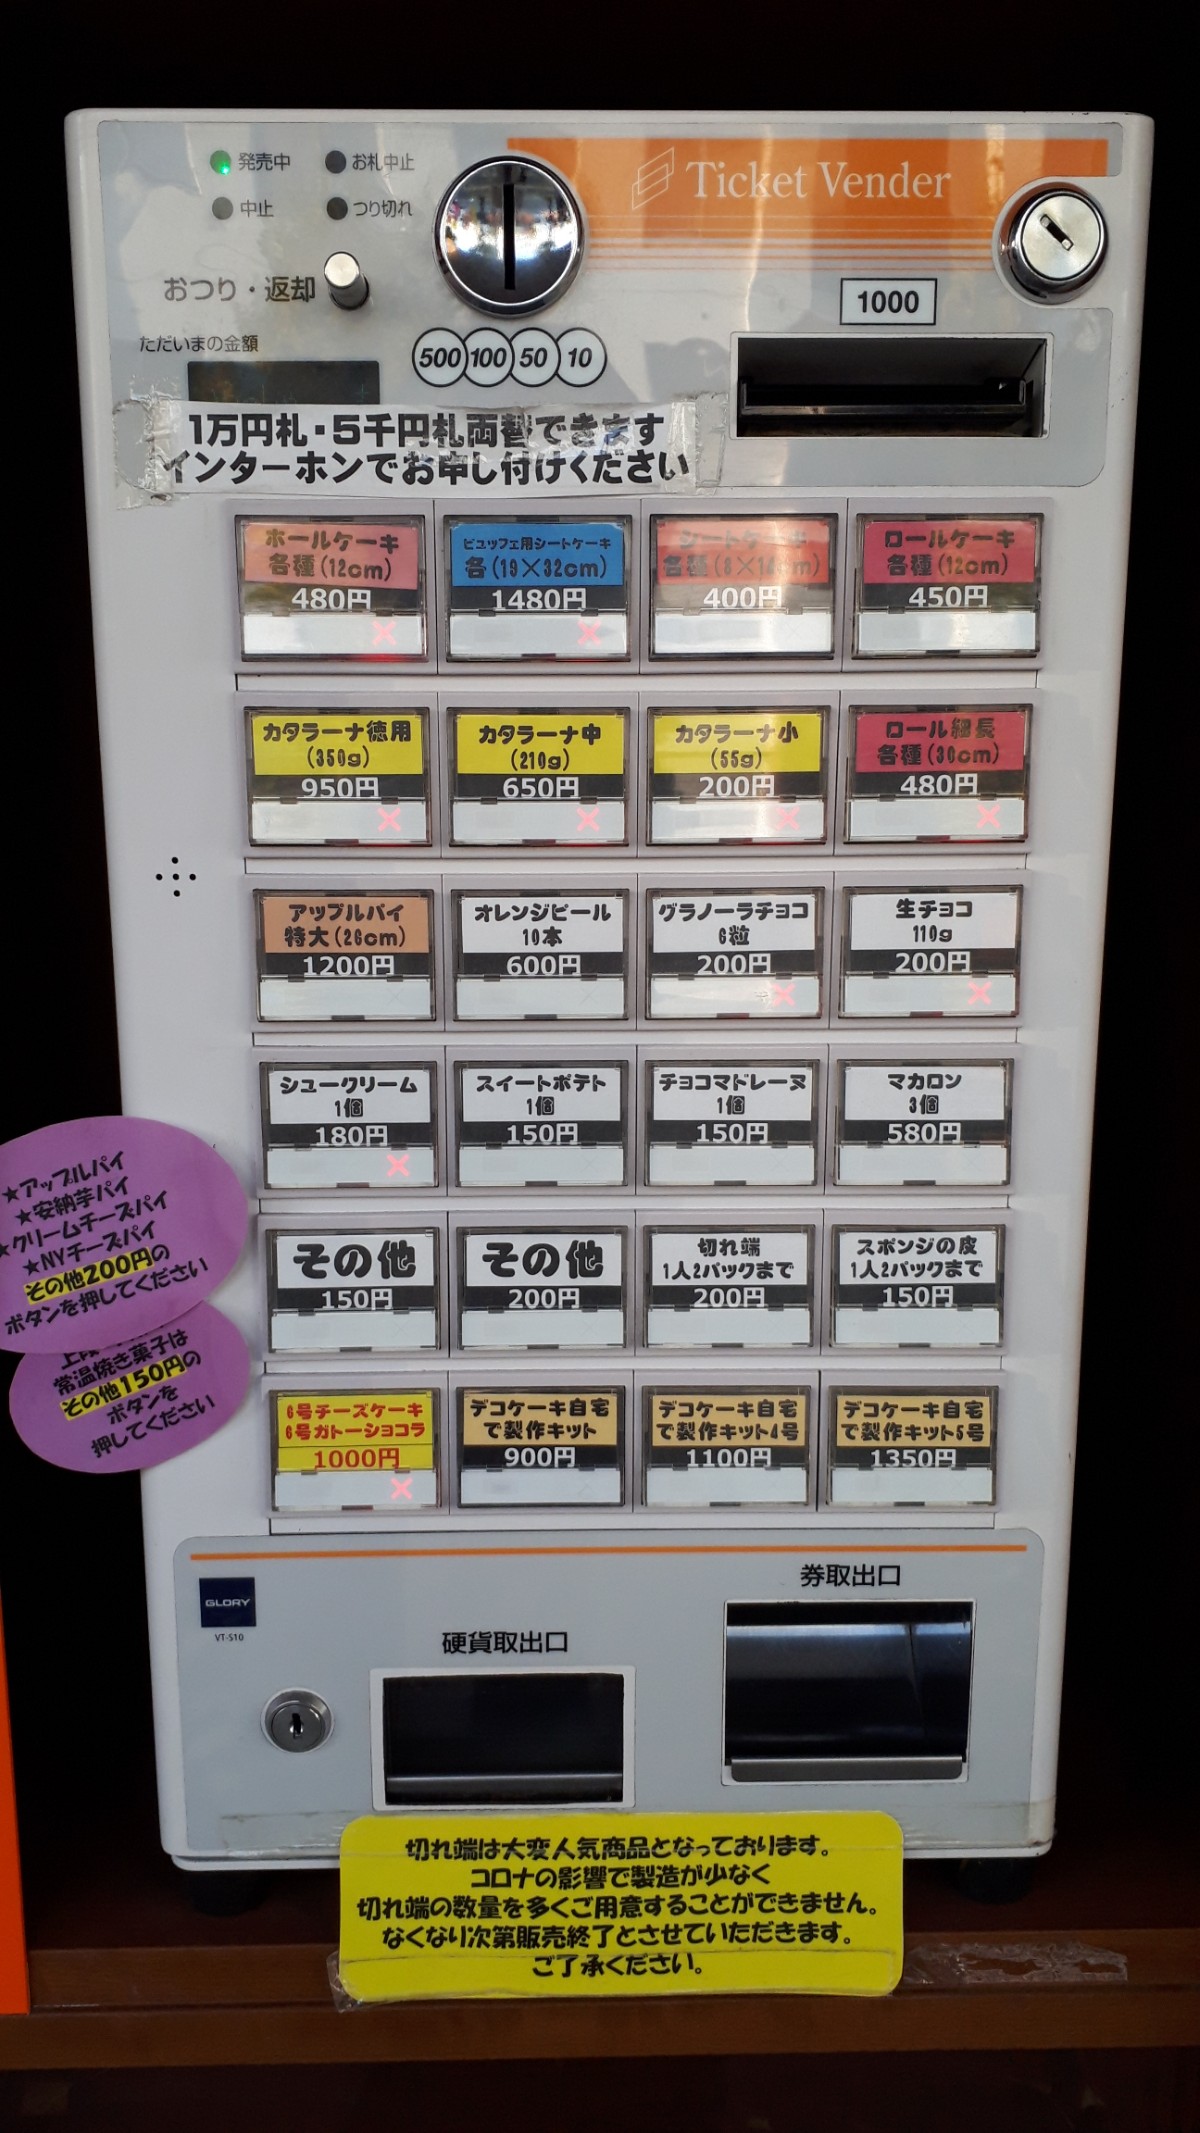 発売中
お札中止
中止
つり切れ
Ticket Vender
おつり・返却
1000
ただいまの金額
500 100 50 10
1万円札・5千円札両替できます
インターホンでお申し付けください
ホールケーキ
各種(12cm)
480円
ビュッフェ用シートケーキ
各(19×32cm)
1480円
シートケーキ
各種
400円
ロールケーキ
各種(12cm)
450円
カタラーナ徳用
(350g)
950円
カタラーナ中
(210g)
650円
カタラーナ小
(55g)
200円
ロール細長
各種(30cm)
480円
アップルパイ
特大(26cm)
1200円
オレンジピール
10本
600円
グラノーラチョコ
6粒
200円
生チョコ
110g
200円
シュークリーム
1個
180円
スイートポテト
1個
150円
チョコマドレーヌ
1個
150円
マカロン
3個
580円
その他
150円
その他
200円
切れ端
1人2パックまで
200円
スポンジの皮
1人2パックまで
150円
6号チーズケーキ
6号ガトーショコラ
1000円
デコケーキ自宅
で製作キット
900円
デコケーキ自宅
で製作キット4号
1100円
デコケーキ自宅
で製作キット5号
1350円
★アップルパイ
★安納芋パイ
★クリームチーズパイ
★NYチーズパイ
その他200円の
ボタンを押してください
常温焼き菓子は
その他150円の
ボタンを
押してください
GLORY
VT-S10
硬貨取出口
券取出口
切れ端は大変人気商品となっております。
コロナの影響で製造が少なく
切れ端の数量を多くご用意することができません。
なくなり次第販売終了とさせていただきます。
ご了承ください。